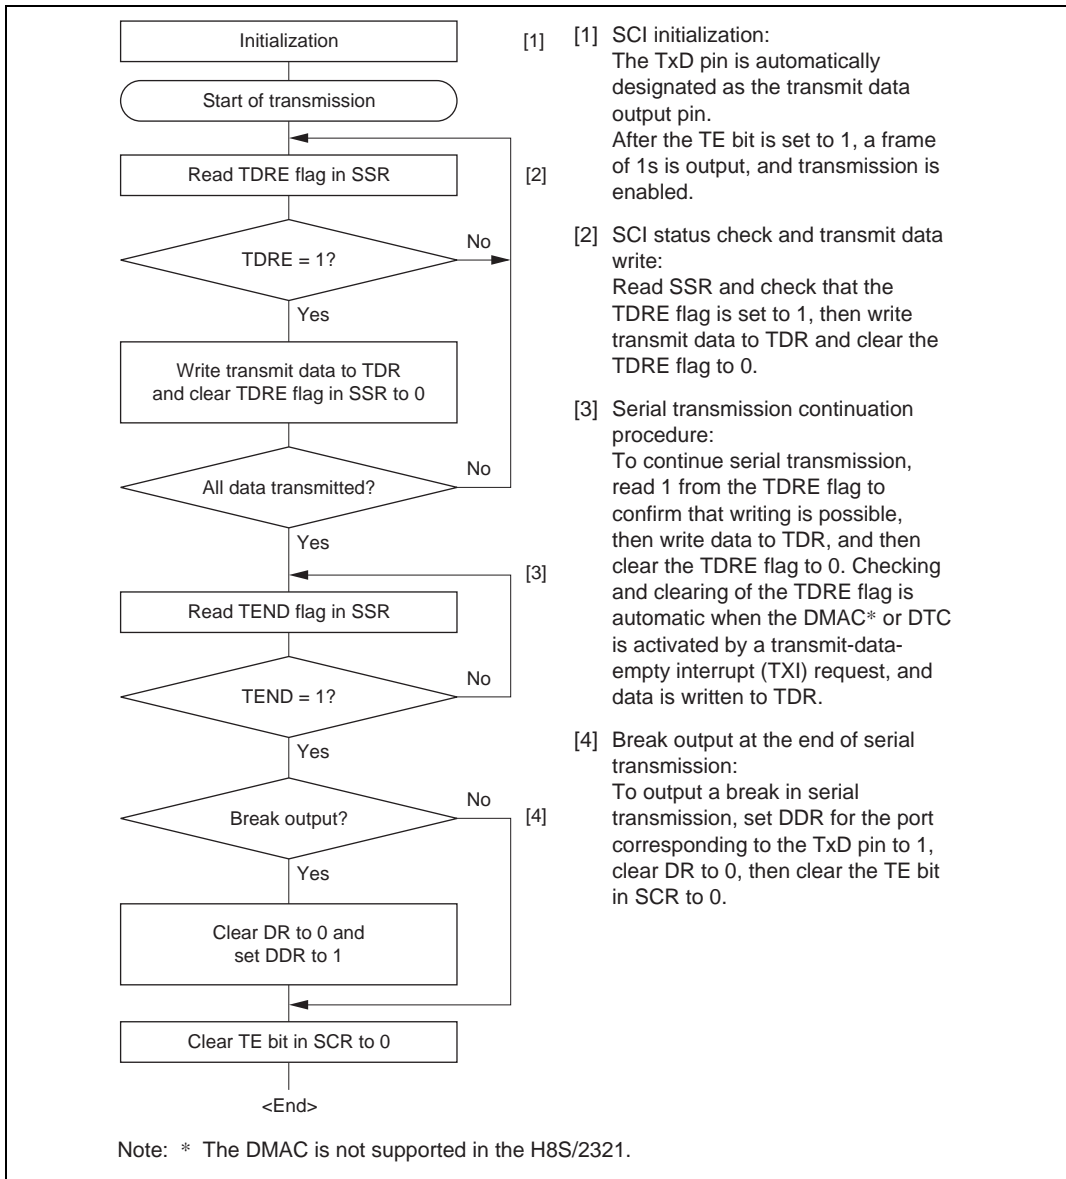 Initialization
[1]
Start of transmission
Read TDRE flag in SSR
[2]
TDRE = 1?
No
Yes
Write transmit data to TDR
and clear TDRE flag in SSR to 0
All data transmitted?
No
Yes
[3]
Read TEND flag in SSR
TEND = 1?
No
Yes
Break output?
No
[4]
Yes
Clear DR to 0 and
set DDR to 1
Clear TE bit in SCR to 0
<End>
[1] SCI initialization:
The TxD pin is automatically
designated as the transmit data
output pin.
After the TE bit is set to 1, a frame
of 1s is output, and transmission is
enabled.
[2] SCI status check and transmit data
write:
Read SSR and check that the
TDRE flag is set to 1, then write
transmit data to TDR and clear the
TDRE flag to 0.
[3] Serial transmission continuation
procedure:
To continue serial transmission,
read 1 from the TDRE flag to
confirm that writing is possible,
then write data to TDR, and then
clear the TDRE flag to 0. Checking
and clearing of the TDRE flag is
automatic when the DMAC* or DTC
is activated by a transmit-data-
empty interrupt (TXI) request, and
data is written to TDR.
[4] Break output at the end of serial
transmission:
To output a break in serial
transmission, set DDR for the port
corresponding to the TxD pin to 1,
clear DR to 0, then clear the TE bit
in SCR to 0.
Note: * The DMAC is not supported in the H8S/2321.